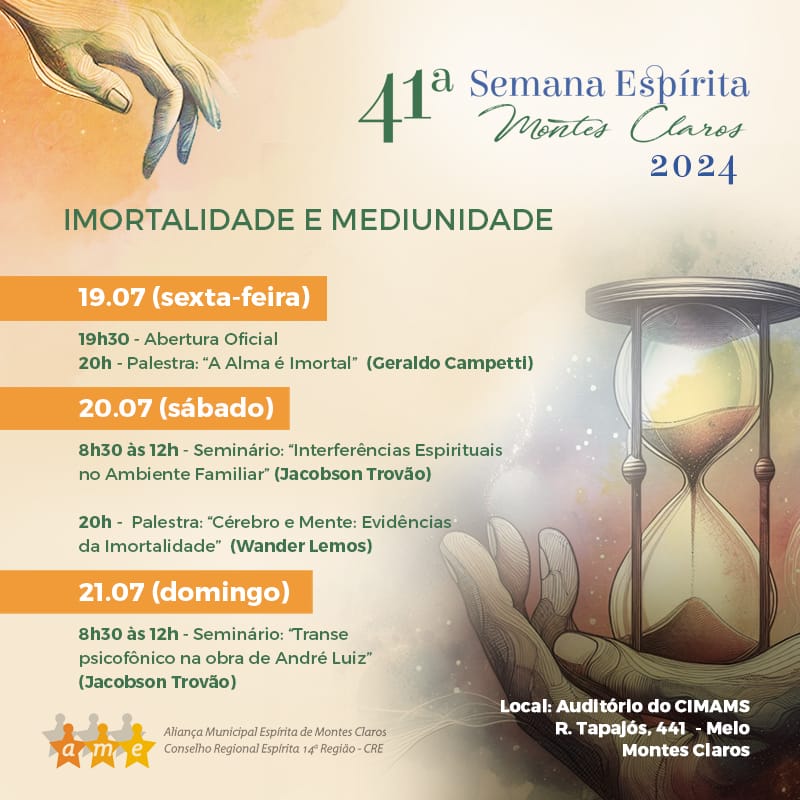 41ª Semana Espírita
Montes Claros
2024
IMORTALIDADE E MEDIUNIDADE
19.07 (sexta-feira)
19h30 - Abertura Oficial
20h - Palestra: “A Alma é Imortal” (Geraldo Campetti)
20.07 (sábado)
8h30 às 12h - Seminário: “Interferências Espirituais
no Ambiente Familiar” (Jacobson Trovão)
20h - Palestra: “Cérebro e Mente: Evidências
da Imortalidade” (Wander Lemos)
21.07 (domingo)
8h30 às 12h - Seminário: “Transe
psicofônico na obra de André Luiz”
(Jacobson Trovão)
Local: Auditório do CIMAMS
R. Tapajós, 441 - Melo
Montes Claros
ame
Aliança Municipal Espírita de Montes Claros
Conselho Regional Espírita 14ª Região - CRE